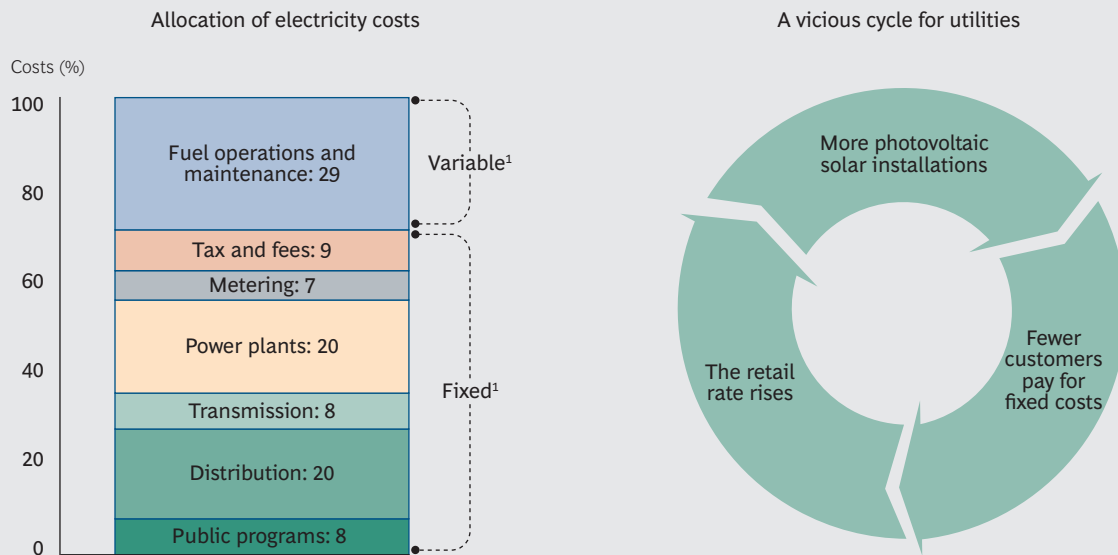 Allocation of electricity costs
Costs (%)
100
80
60
40
20
0
Fuel operations and
maintenance: 29
Tax and fees: 9
Metering: 7
Power plants: 20
Transmission: 8
Distribution: 20
Public programs: 8
Variable¹
Fixed¹
A vicious cycle for utilities
More photovoltaic
solar installations
Fewer
customers
pay for
fixed costs
The retail
rate rises